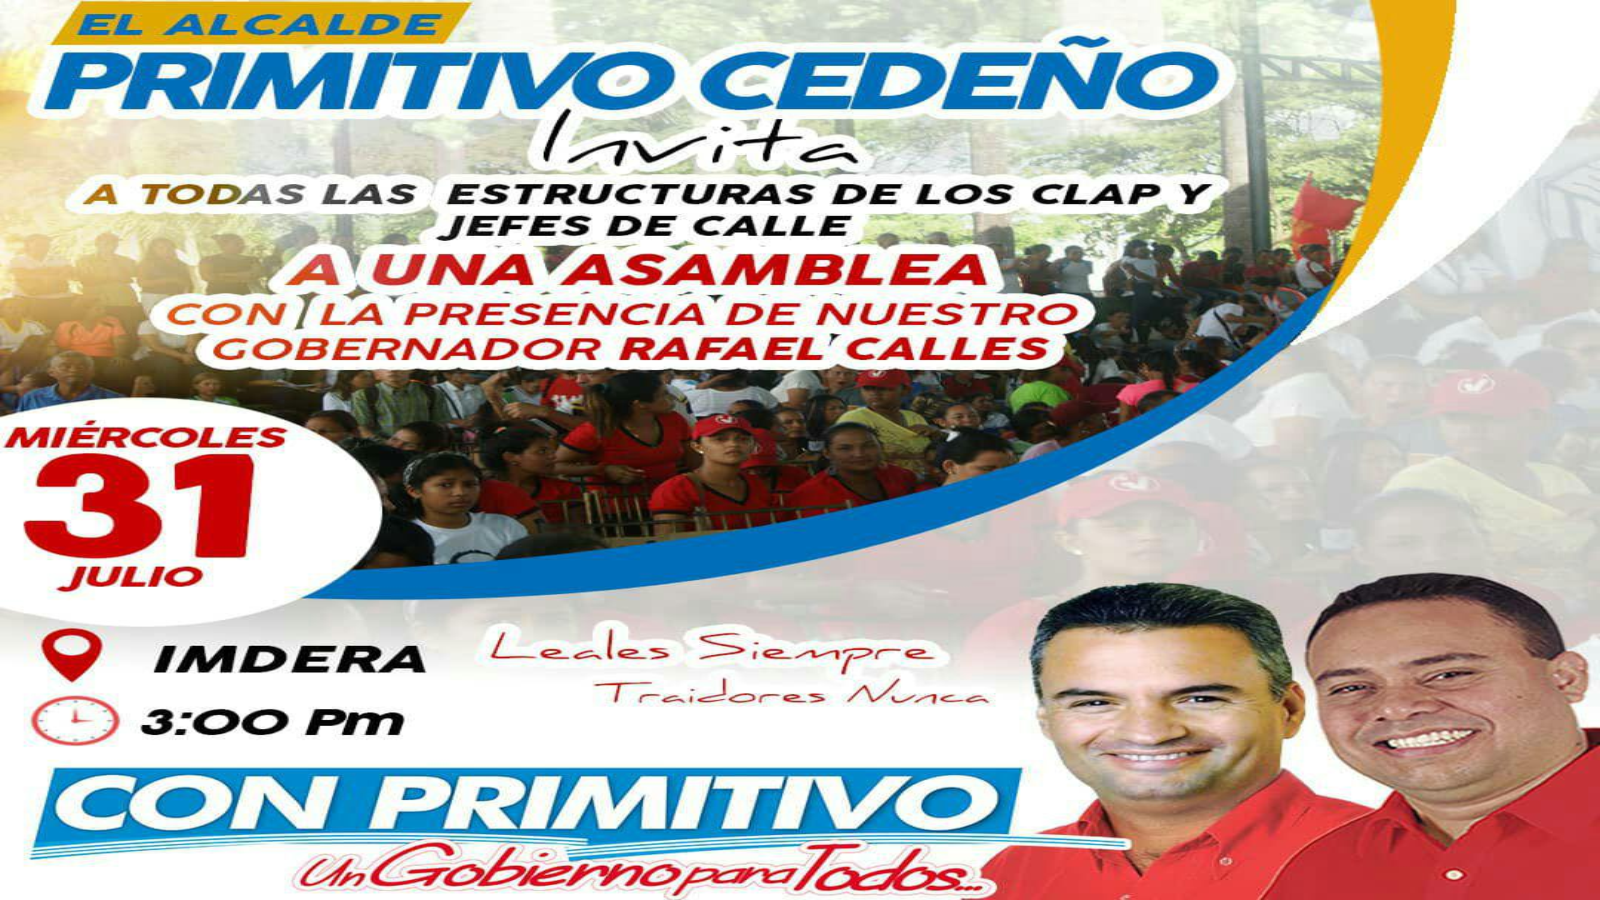 EL ALCALDE
PRIMITIVO CEDEÑO
Invita
A TODAS LAS ESTRUCTURAS DE LOS CLAP Y
JEFES DE CALLE
A UNA ASAMBLEA
CON LA PRESENCIA DE NUESTRO
GOBERNADOR RAFAEL CALLES
MIÉRCOLES
31
JULIO
IMDERA
3:00 Pm
Leales Siempre
Traidores Nunca
CON PRIMITIVO
Un Gobierno para Todos...